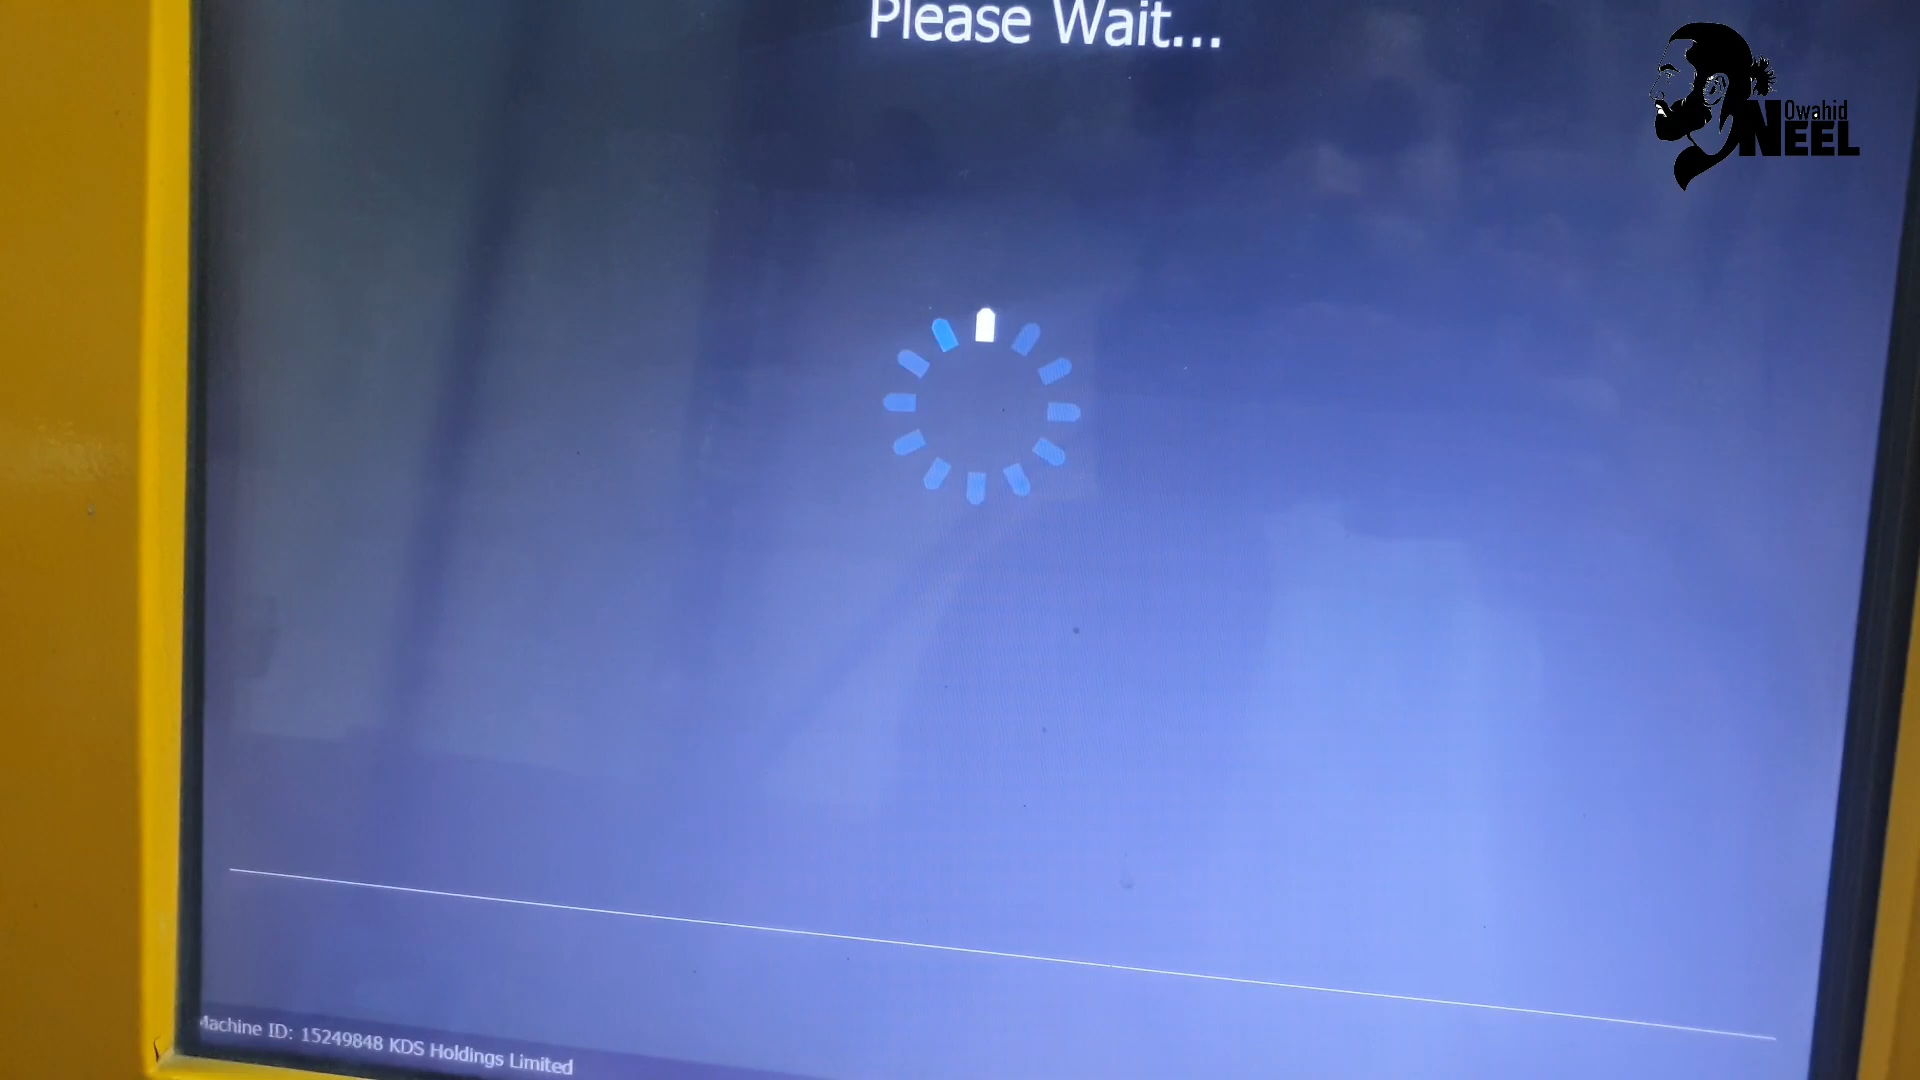 Please Wait...
Owahid
NEEL
Machine ID: 15249848 KDS Holdings Limited